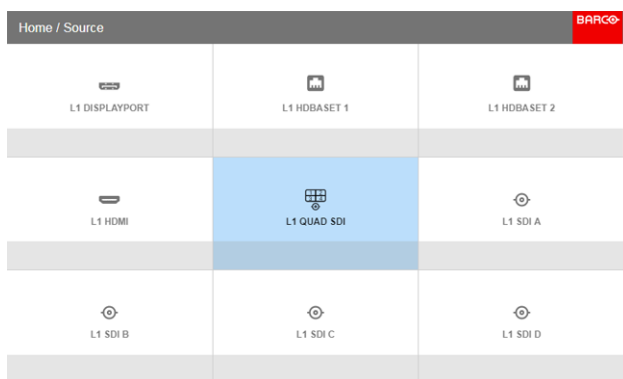 Home / Source
BARCO
L1 DISPLAYPORT
L1 HDBASET 1
L1 HDBASET 2
L1 HDMI
L1 QUAD SDI
L1 SDI A
L1 SDI B
L1 SDI C
L1 SDI D